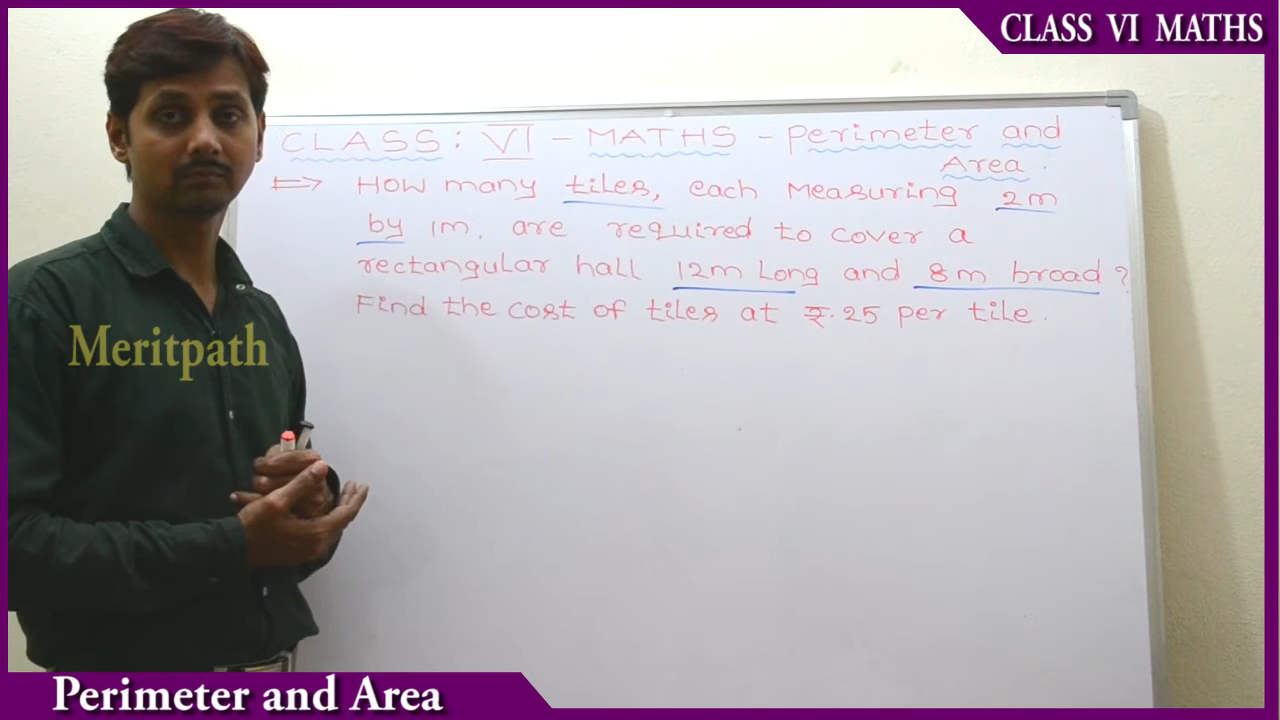 CLASS VI MATHS
CLASS: VI - MATHS - Perimeter and
Area.
⇒ How many tiles, each measuring 2m
by 1m. are required to cover a
rectangular hall 12m Long and 8m broad?
Find the cost of tiles at ₹.25 per tile.
Meritpath
Perimeter and Area